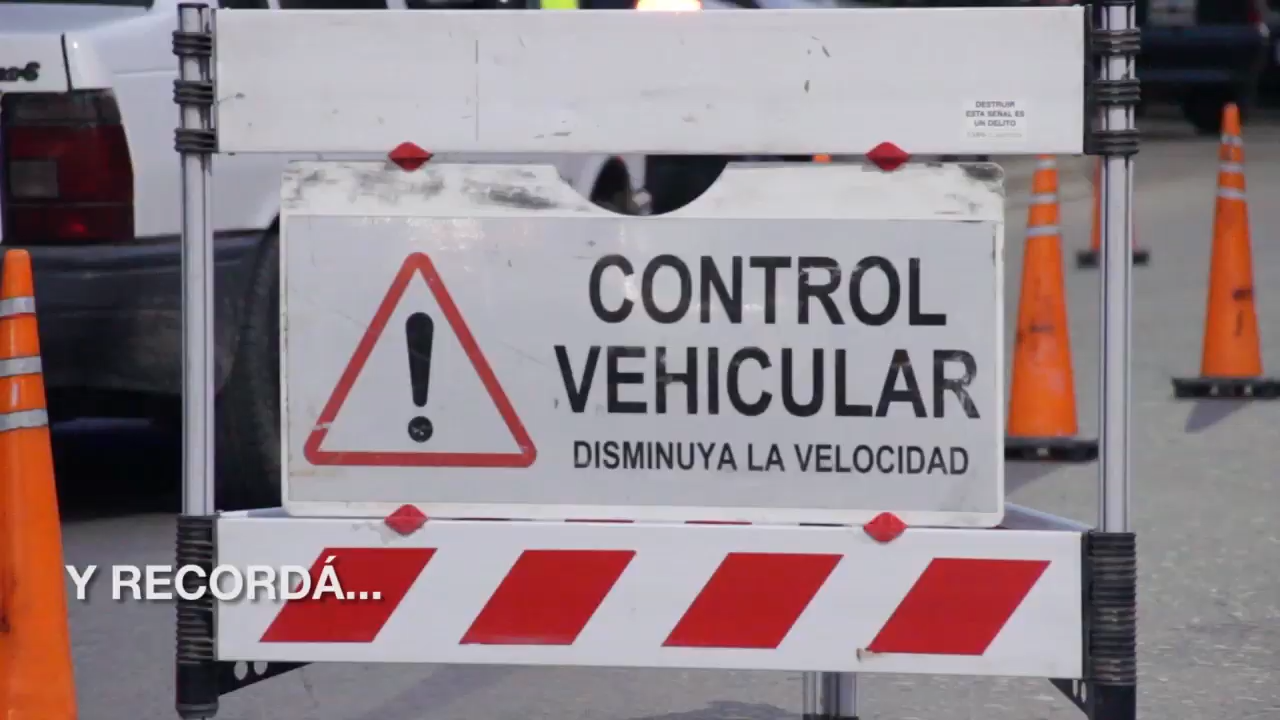 DESTRUIR
ESTA SEÑAL ES
UN DELITO
CONTROL
VEHICULAR
DISMINUYA LA VELOCIDAD
Y RECORDÁ...